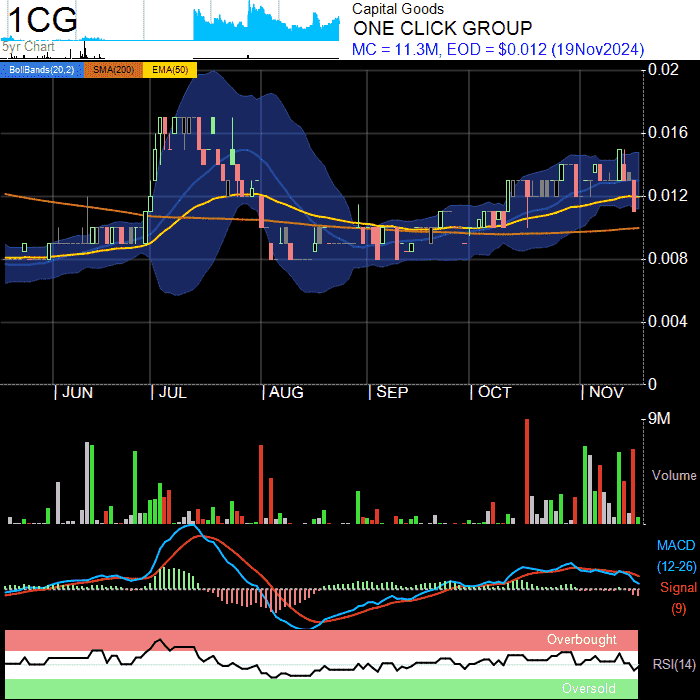 1CG
5yr Chart
Capital Goods
ONE CLICK GROUP
MC = 11.3M, EOD = $0.012 (19Nov2024)
BollBands(20,2) SMA(200) EMA(50)
0.02
0.016
0.012
0.008
0.004
0
JUN JUL AUG SEP OCT NOV
9M
Volume
MACD
(12-26)
Signal
(9)
Overbought
RSI(14)
Oversold